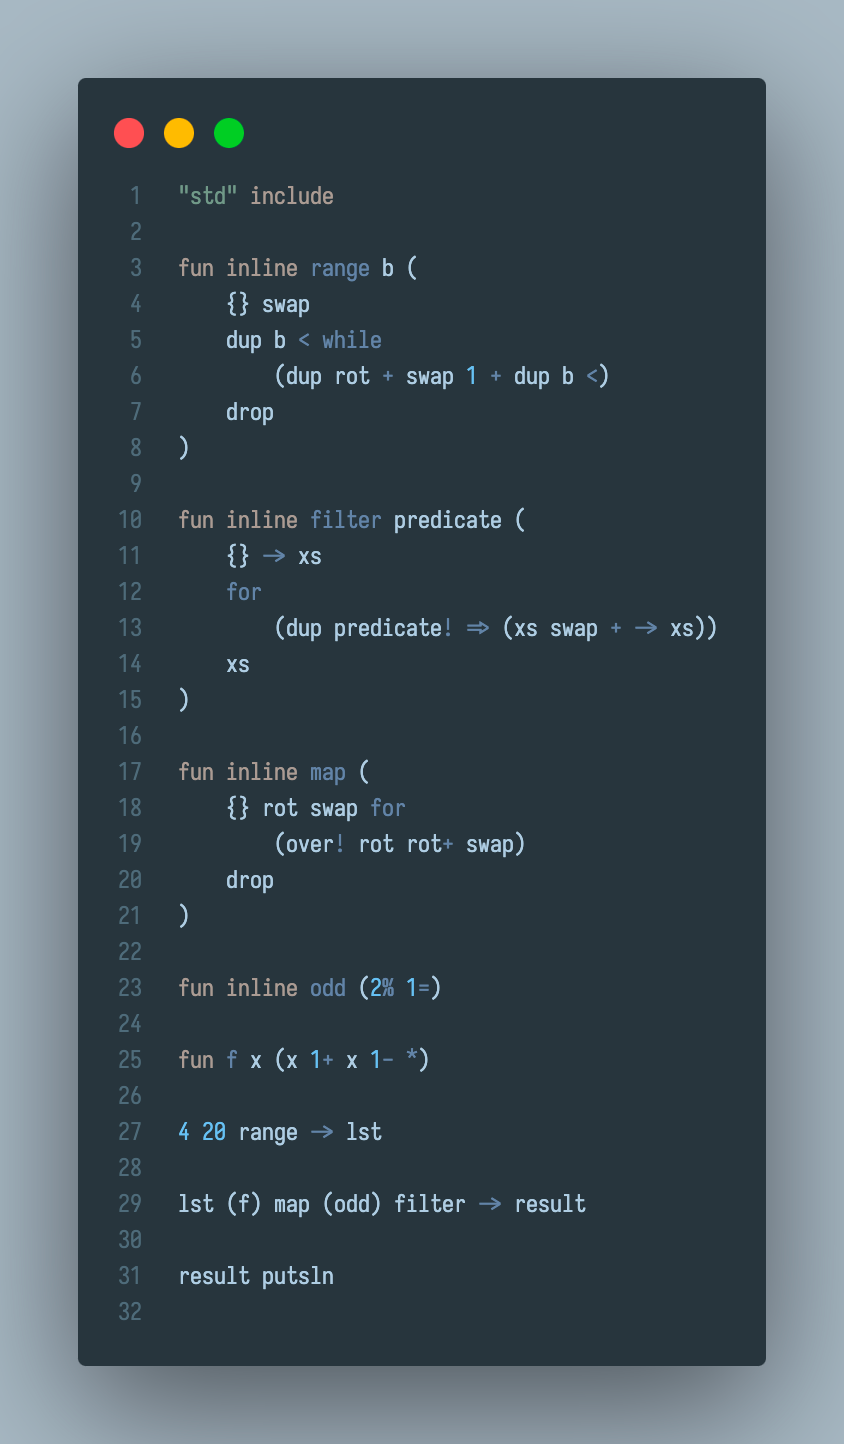 1 "std" include
2
3 fun inline range b (
4     {} swap
5     dup b < while
6         (dup rot + swap 1 + dup b <)
7     drop
8 )
9
10 fun inline filter predicate (
11     {} -> xs
12     for
13         (dup predicate! => (xs swap + -> xs))
14     xs
15 )
16
17 fun inline map (
18     {} rot swap for
19         (over! rot rot+ swap)
20     drop
21 )
22
23 fun inline odd (2% 1=)
24
25 fun f x (x 1+ x 1- *)
26
27 4 20 range -> lst
28
29 lst (f) map (odd) filter -> result
30
31 result putsln
32